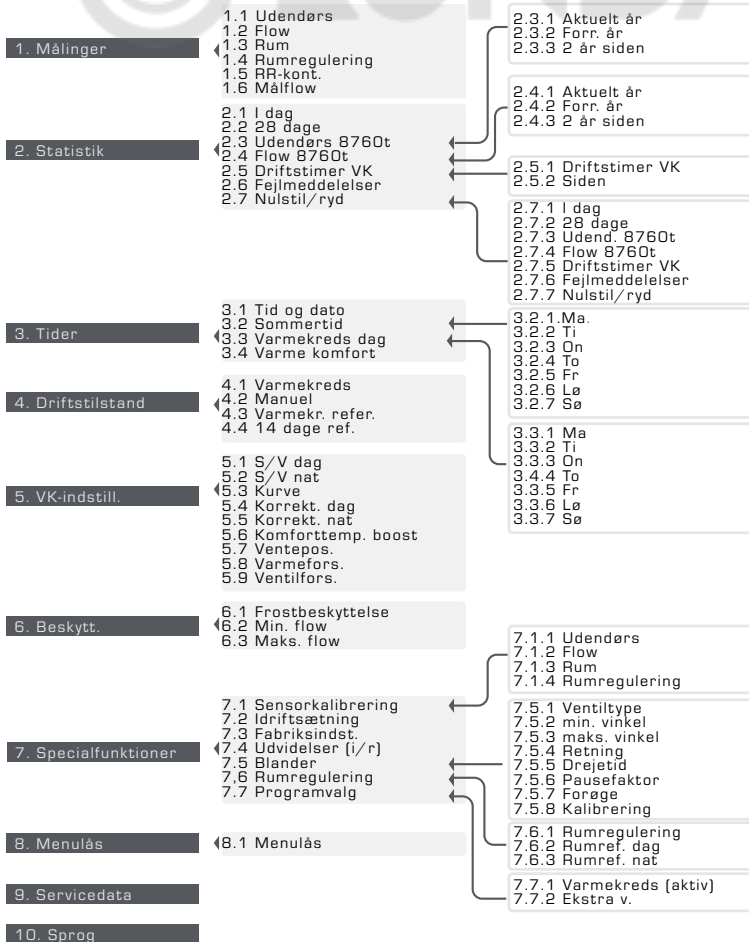 1. Målinger
1.1 Udendørs
1.2 Flow
1.3 Rum
1.4 Rumregulering
1.5 RR-kont.
1.6 Målflow
2. Statistik
2.1 I dag
2.2 28 dage
2.3 Udendørs 8760t
2.4 Flow 8760t
2.5 Driftstimer VK
2.6 Fejlmeddelelser
2.7 Nulstil/ryd
2.3.1 Aktuelt år
2.3.2 Forr. år
2.3.3 2 år siden
2.4.1 Aktuelt år
2.4.2 Forr. år
2.4.3 2 år siden
2.5.1 Driftstimer VK
2.5.2 Siden
2.7.1 I dag
2.7.2 28 dage
2.7.3 Udend. 8760t
2.7.4 Flow 8760t
2.7.5 Driftstimer VK
2.7.6 Fejlmeddelelser
2.7.7 Nulstil/ryd
3. Tider
3.1 Tid og dato
3.2 Sommertid
3.3 Varmekreds dag
3.4 Varme komfort
3.2.1.Ma.
3.2.2 Ti
3.2.3 On
3.2.4 To
3.2.5 Fr
3.2.6 Lø
3.2.7 Sø
3.3.1 Ma
3.3.2 Ti
3.3.3 On
3.4.4 To
3.3.5 Fr
3.3.6 Lø
3.3.7 Sø
4. Driftstilstand
4.1 Varmekreds
4.2 Manuel
4.3 Varmekr. refer.
4.4 14 dage ref.
5. VK-indstill.
5.1 S/V dag
5.2 S/V nat
5.3 Kurve
5.4 Korrekt. dag
5.5 Korrekt. nat
5.6 Komforttemp. boost
5.7 Ventepos.
5.8 Varmefors.
5.9 Ventilfors.
6. Beskytt.
6.1 Frostbeskyttelse
6.2 Min. flow
6.3 Maks. flow
7. Specialfunktioner
7.1 Sensorkalibrering
7.2 Idriftsætning
7.3 Fabriksindst.
7.4 Udvidelser (i/r)
7.5 Blander
7,6 Rumregulering
7.7 Programvalg
7.1.1 Udendørs
7.1.2 Flow
7.1.3 Rum
7.1.4 Rumregulering
7.5.1 Ventiltype
7.5.2 min. vinkel
7.5.3 maks. vinkel
7.5.4 Retning
7.5.5 Drejetid
7.5.6 Pausefaktor
7.5.7 Forøge
7.5.8 Kalibrering
7.6.1 Rumregulering
7.6.2 Rumref. dag
7.6.3 Rumref. nat
7.7.1 Varmekreds (aktiv)
7.7.2 Ekstra v.
8. Menulås
8.1 Menulås
9. Servicedata
10. Sprog